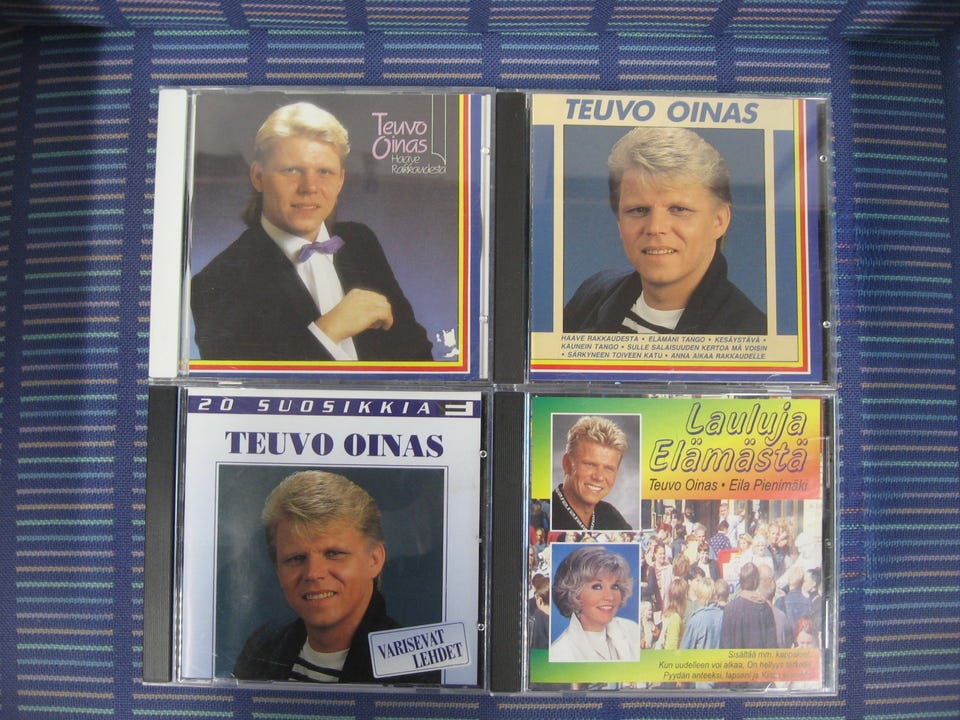 Teuvo
Oinas
Haave
Rakkaudesta
TEUVO OINAS
HAAVE RAKKAUDESTA • ELÄMÄNI TANGO • KESÄYSTÄVÄ •
KAUNEIN TANGO • SULLE SALAISUUDEN KERTOA MÄ VOISIN
• SÄRKYNEEN TOIVEEN KATU • ANNA AIKAA RAKKAUDELLE
20 SUOSIKKIA
TEUVO OINAS
VARISEVAT
LEHDET
Lauluja
Elämästä
Teuvo Oinas • Eila Pienimäki
Sisältää mm. kappaleet:
Kun uudelleen voi alkaa, On hellyys tärkein,
Pyydän anteeksi, lapseni ja